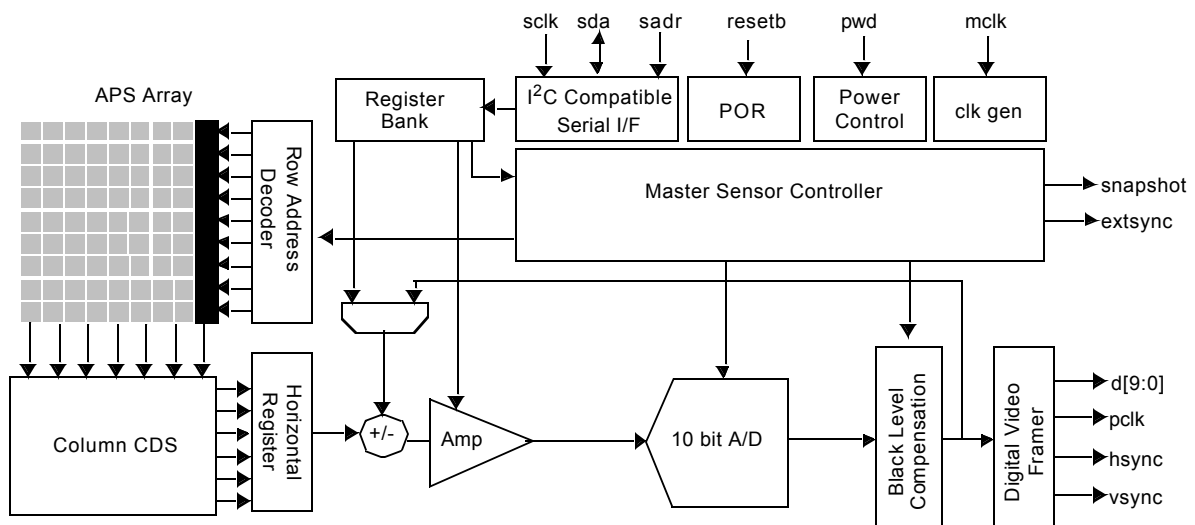 sclk sda sadr resetb pwd mclk
APS Array
Register
Bank
I²C Compatible
Serial I/F
POR
Power
Control
clk gen
Row Address
Decoder
Master Sensor Controller
snapshot
extsync
Column CDS
Horizontal
Register
+/-
Amp
10 bit A/D
Black Level
Compensation
Digital Video
Framer
d[9:0]
pclk
hsync
vsync